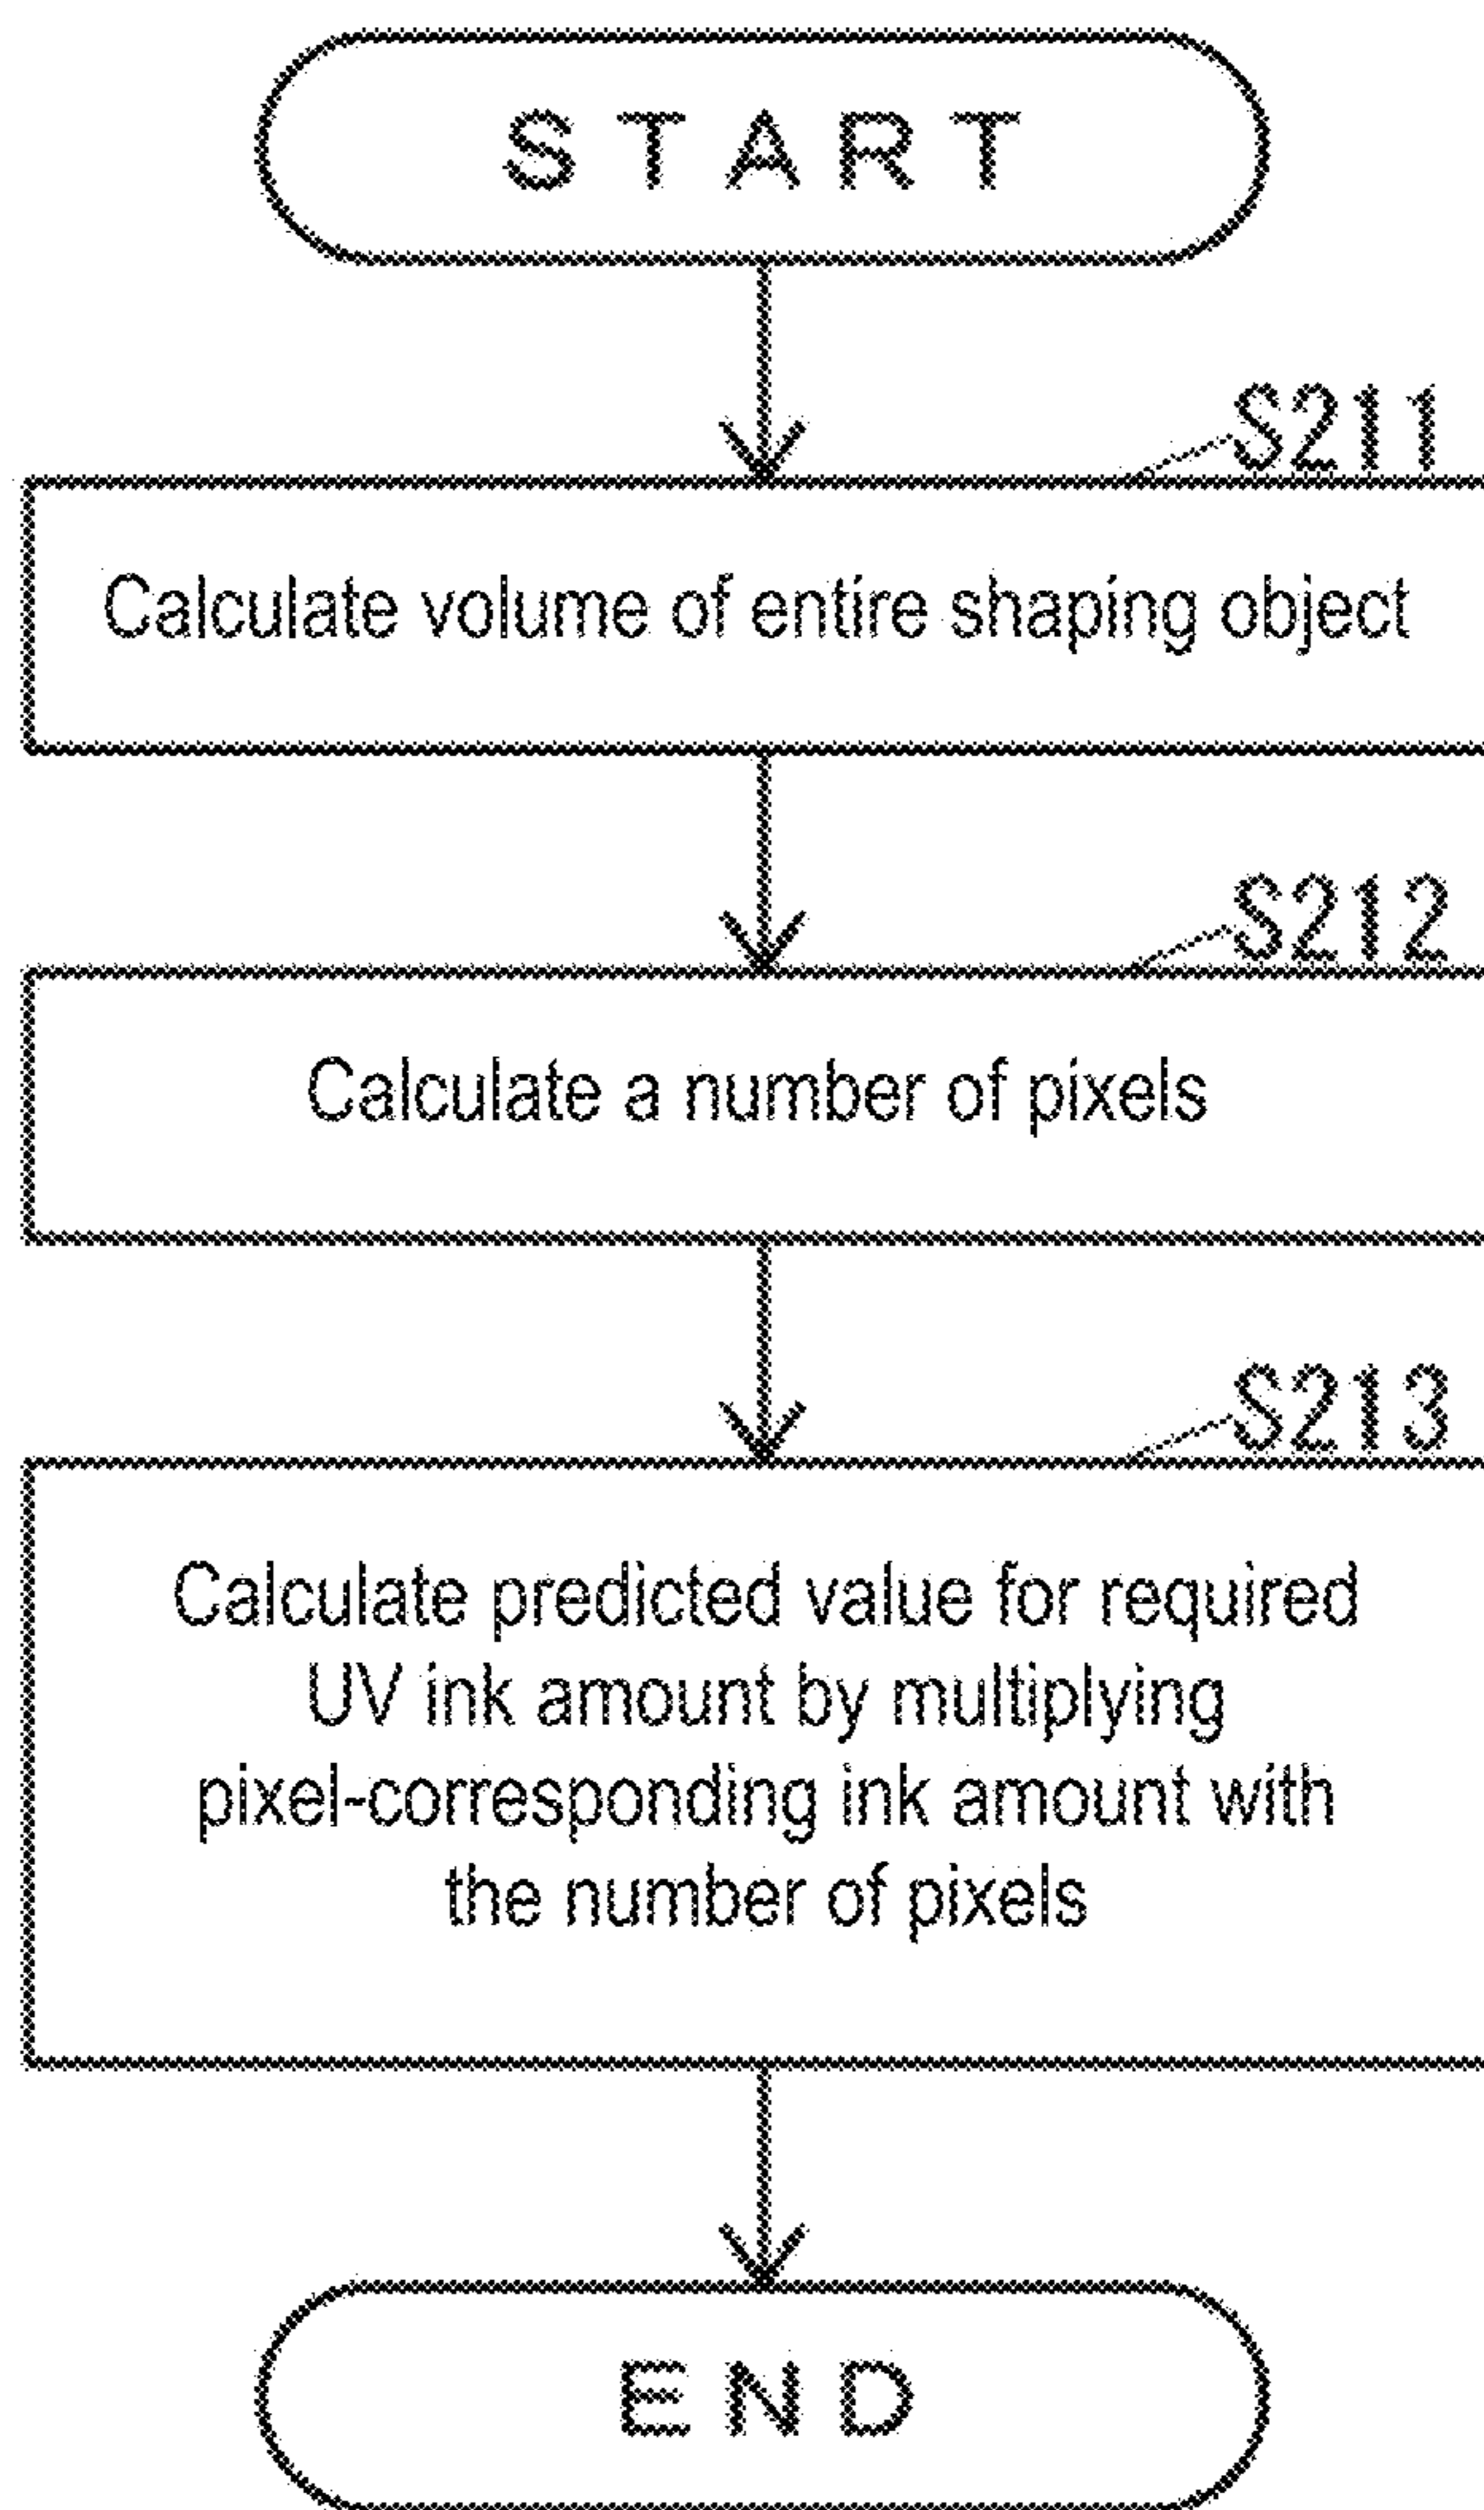 START
S211
Calculate volume of entire shaping object
S212
Calculate a number of pixels
S213
Calculate predicted value for required
UV ink amount by multiplying
pixel-corresponding ink amount with
the number of pixels
END